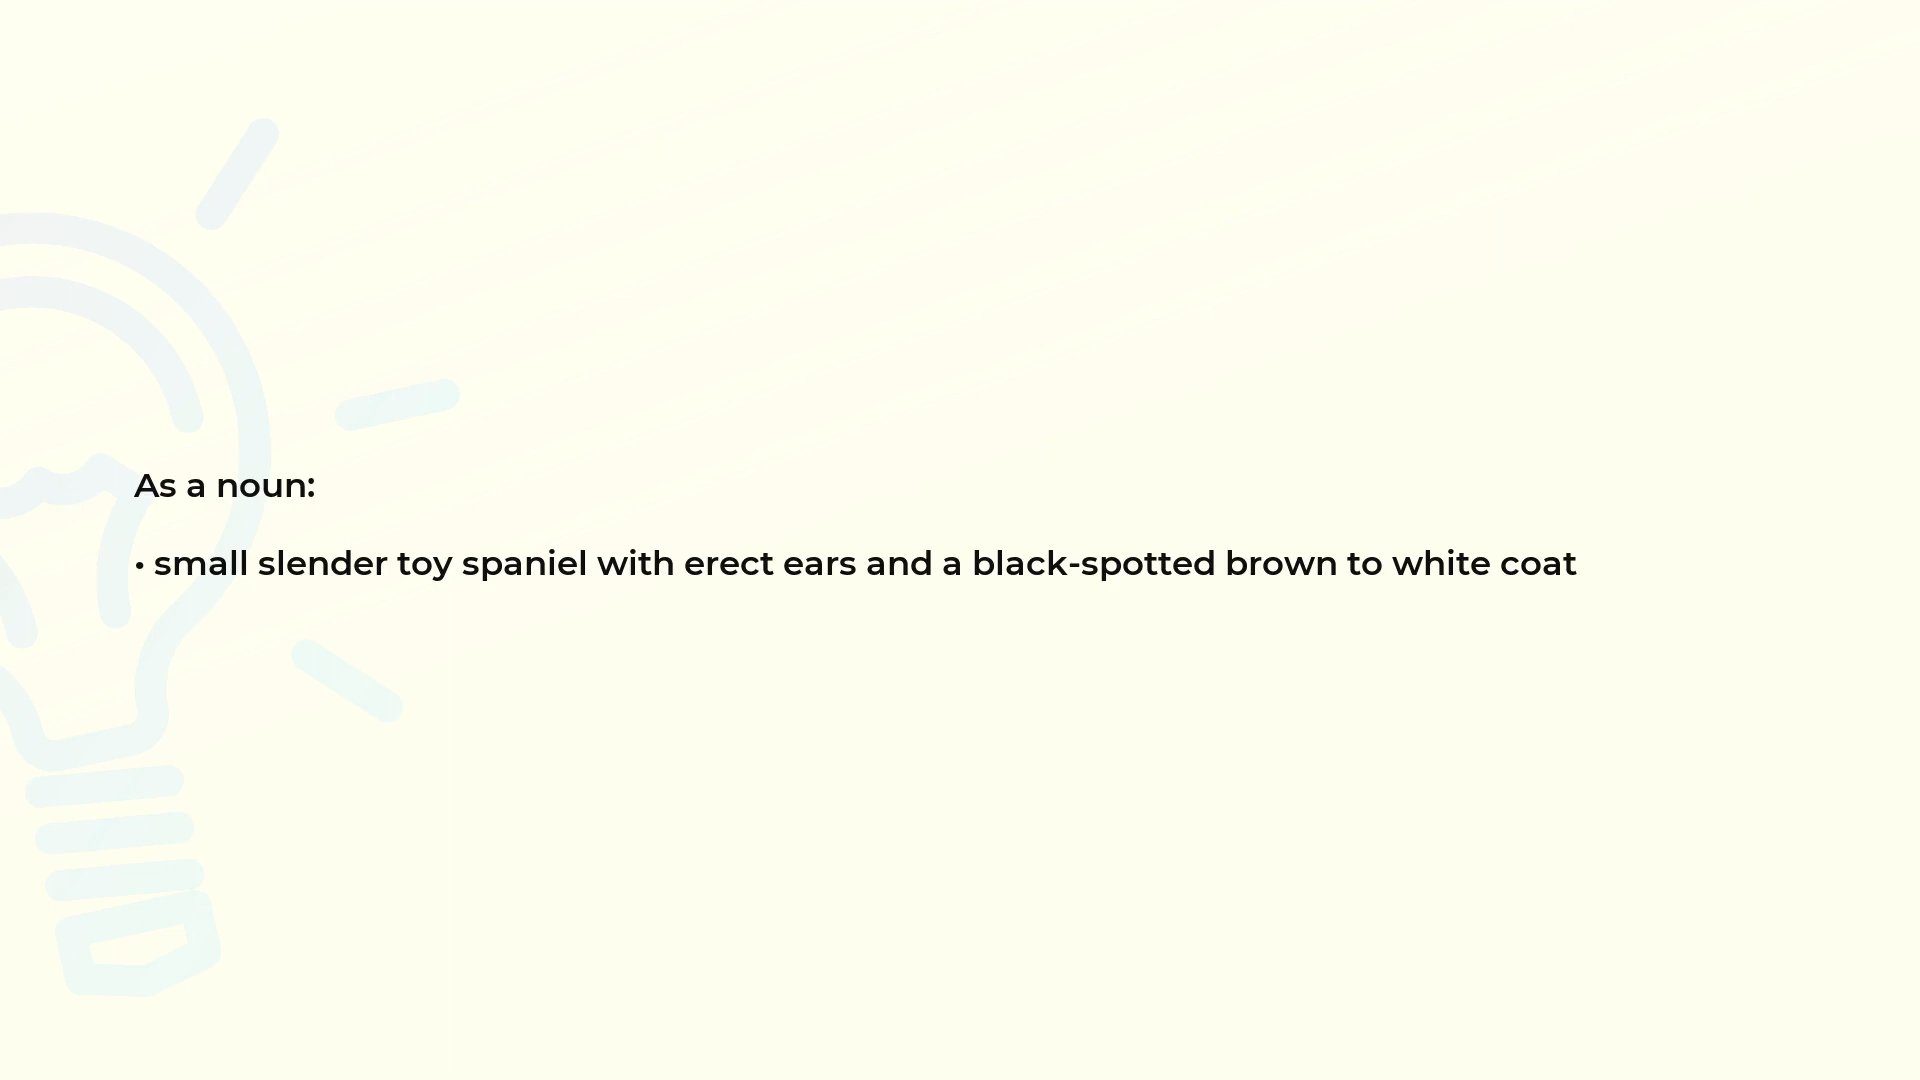 As a noun:
• small slender toy spaniel with erect ears and a black-spotted brown to white coat